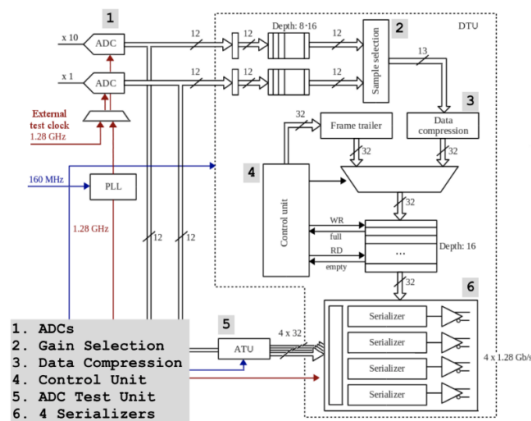 1
x 10
ADC
12
12
Depth: 8·16
12
2
Sample selection
DTU
13
x 1
ADC
12
12
12
3
External
test clock
1.28 GHz
32
Frame trailer
Data
compression
32
32
4
Control unit
160 MHz
PLL
1.28 GHz
32
WR
full
RD
empty
...
Depth: 16
12
12
32
6
5
ATU
4 x 32
Serializer
Serializer
Serializer
Serializer
4 x 1.28 Gb/s
1. ADCs
2. Gain Selection
3. Data Compression
4. Control Unit
5. ADC Test Unit
6. 4 Serializers